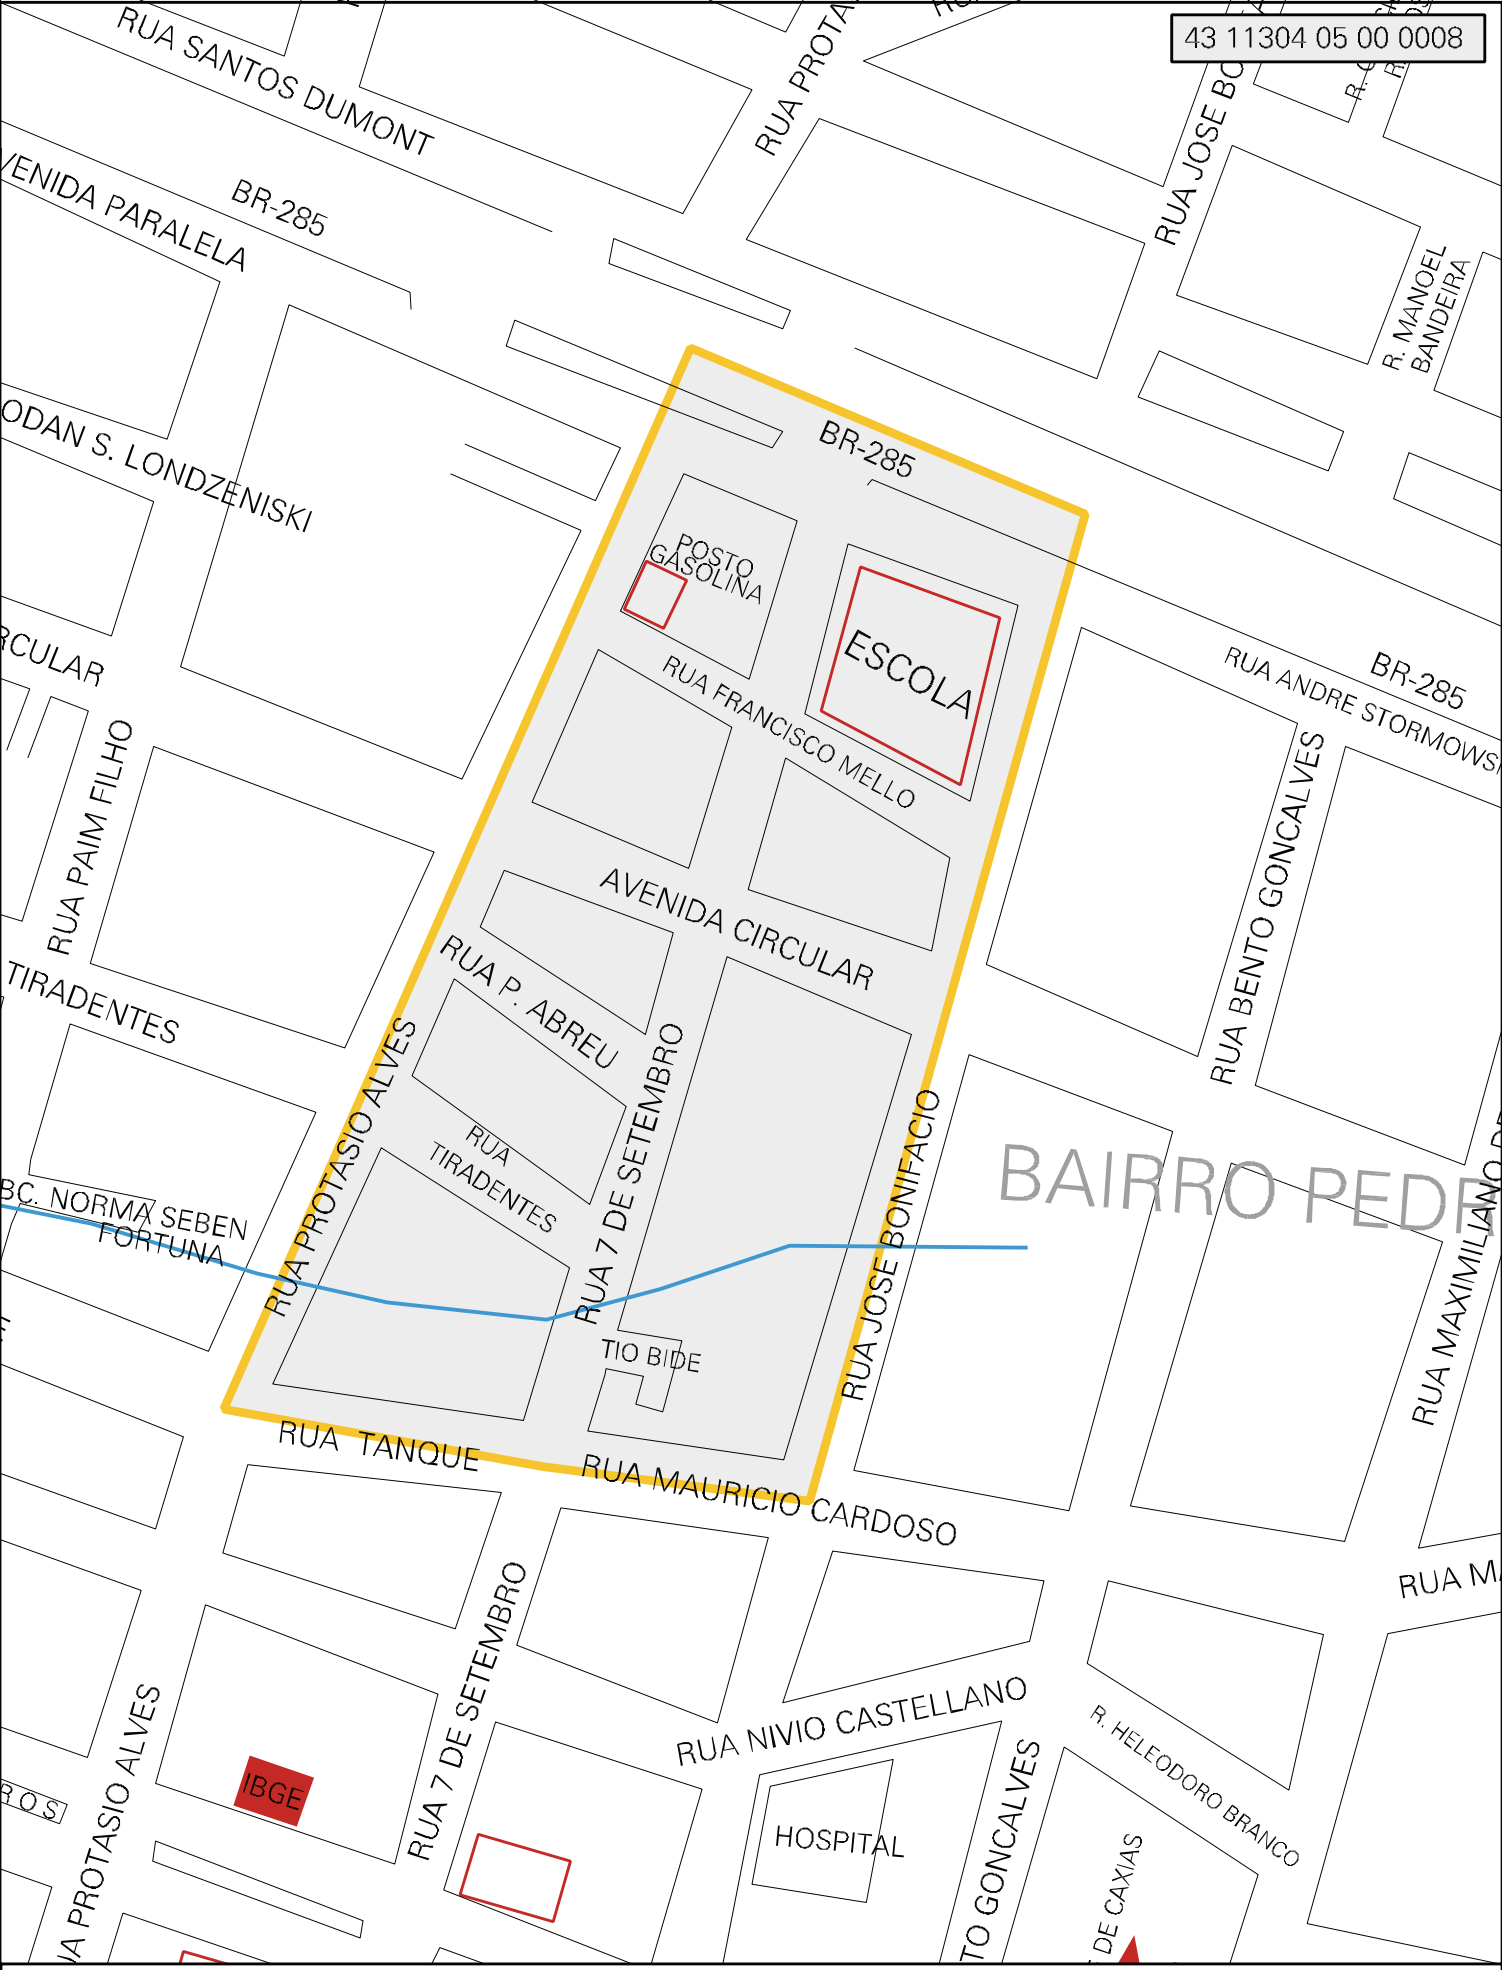 43 11304 05 00 0008
RUA SANTOS DUMONT
RUA PROTA
RUA JOSE BO
BR-285
VENIDA PARALELA
R. MANOEL
BANDEIRA
ODAN S. LONDZENISKI
BR-285
POSTO
GASOLINA
ESCOLA
RUA FRANCISCO MELLO
RUA ANDRE STORMOWS
BR-285
RCULAR
RUA PAIM FILHO
RUA BENTO GONCALVES
AVENIDA CIRCULAR
RUA P. ABREU
TIRADENTES
RUA PROTASIO ALVES
RUA 7 DE SETEMBRO
RUA
TIRADENTES
RUA JOSE BONIFACIO
BAIRRO PEDR
BC. NORMA SEBEN
FORTUNA
RUA MAXIMILIANO DE
TIO BIDE
RUA TANQUE
RUA MAURICIO CARDOSO
RUA MA
RUA 7 DE SETEMBRO
RUA NIVIO CASTELLANO
R. HELEODORO BRANCO
UA PROTASIO ALVES
IBGE
ROS
HOSPITAL
TO GONCALVES
E DE CAXIAS